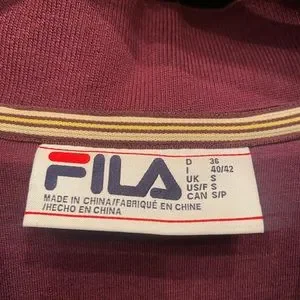 FILA
D 36
I 40/42
UK S
US/F S
CAN S/P
MADE IN CHINA/FABRIQUÉ EN CHINE
/HECHO EN CHINA